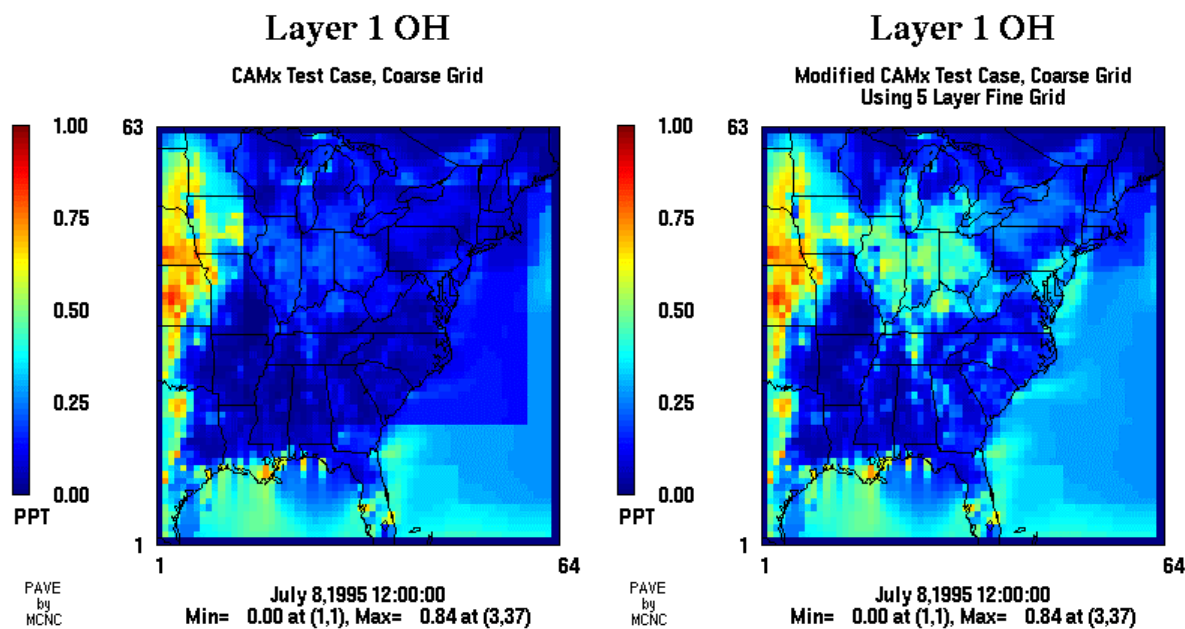 Layer 1 OH
CAMx Test Case, Coarse Grid
1.00
0.75
0.50
0.25
0.00
PPT
63
1
1
64
PAVE
by
MCNC
July 8,1995 12:00:00
Min= 0.00 at (1,1), Max= 0.84 at (3,37)
Layer 1 OH
Modified CAMx Test Case, Coarse Grid
Using 5 Layer Fine Grid
1.00
0.75
0.50
0.25
0.00
PPT
63
1
1
64
PAVE
by
MCNC
July 8,1995 12:00:00
Min= 0.00 at (1,1), Max= 0.84 at (3,37)